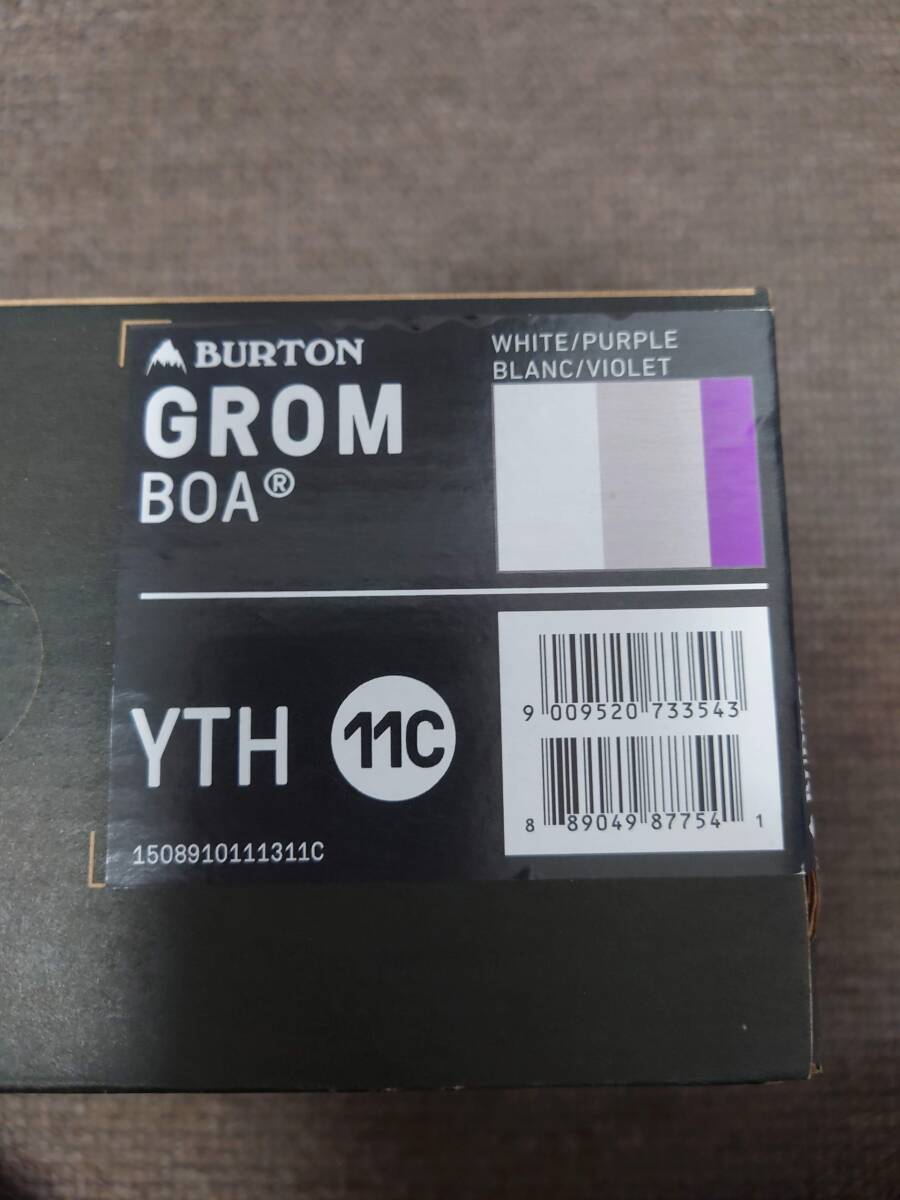 BURTON
GROM
BOA®
WHITE/PURPLE
BLANC/VIOLET
YTH 11C
1508910111311C
9 009520 733543
8 89049 87754 1